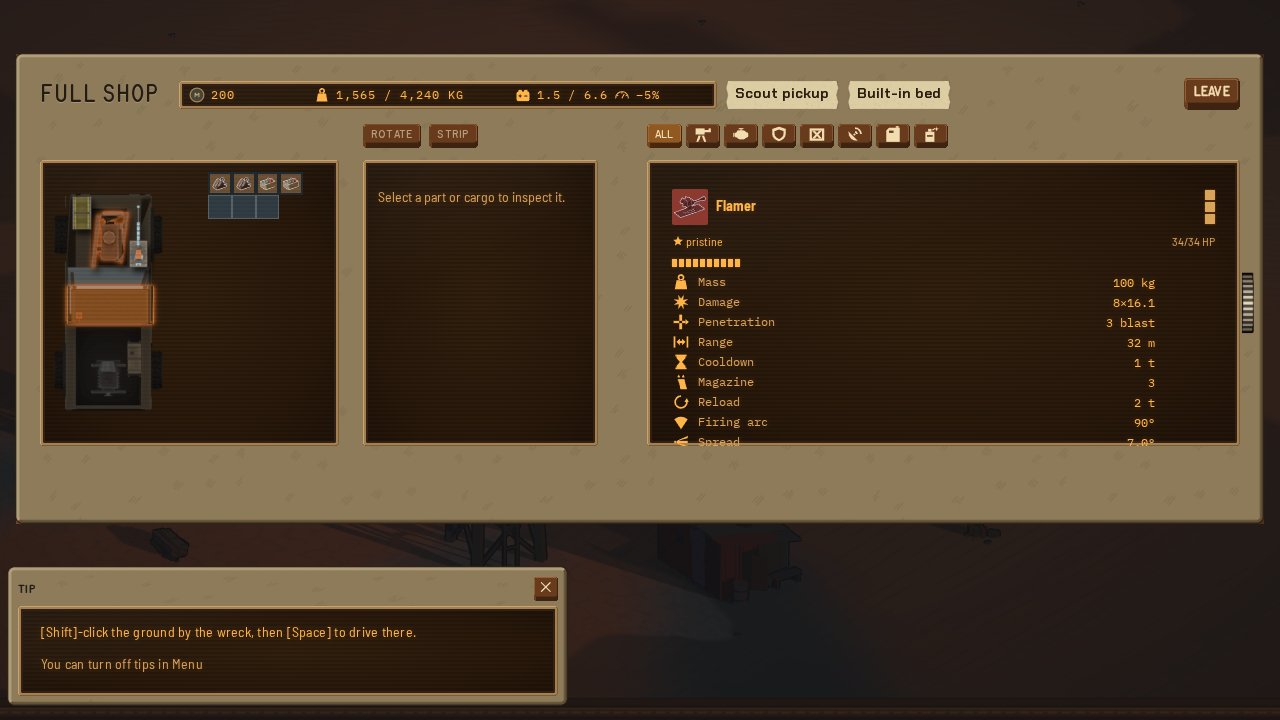 FULL SHOP
200
1,565 / 4,240 KG
1.5 / 6.6
-5%
Scout pickup
Built-in bed
LEAVE
ROTATE
STRIP
ALL
Select a part or cargo to inspect it.
Flamer
pristine
34/34 HP
Mass
100 kg
Damage
8×16.1
Penetration
3 blast
Range
32 m
Cooldown
1 t
Magazine
3
Reload
2 t
Firing arc
90°
Spread
7.0°
TIP
[Shift]-click the ground by the wreck, then [Space] to drive there.
You can turn off tips in Menu